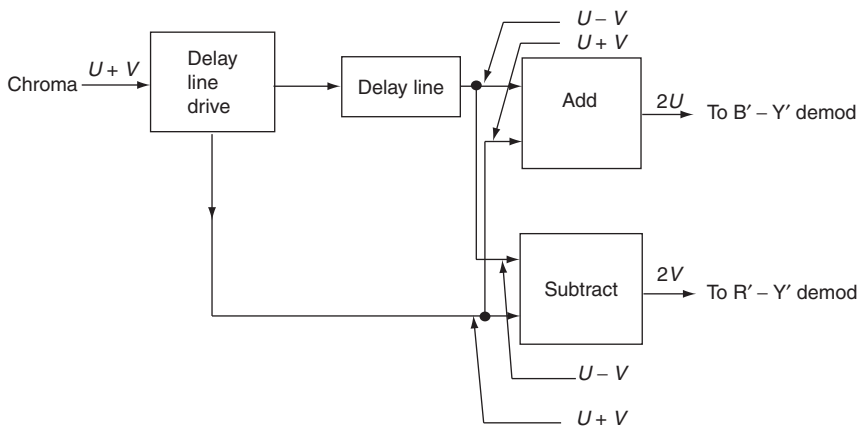 U – V
U + V
Chroma
U + V
Delay
line
drive
Delay line
Add
2U
To B′ – Y′ demod
Subtract
2V
To R′ – Y′ demod
U – V
U + V